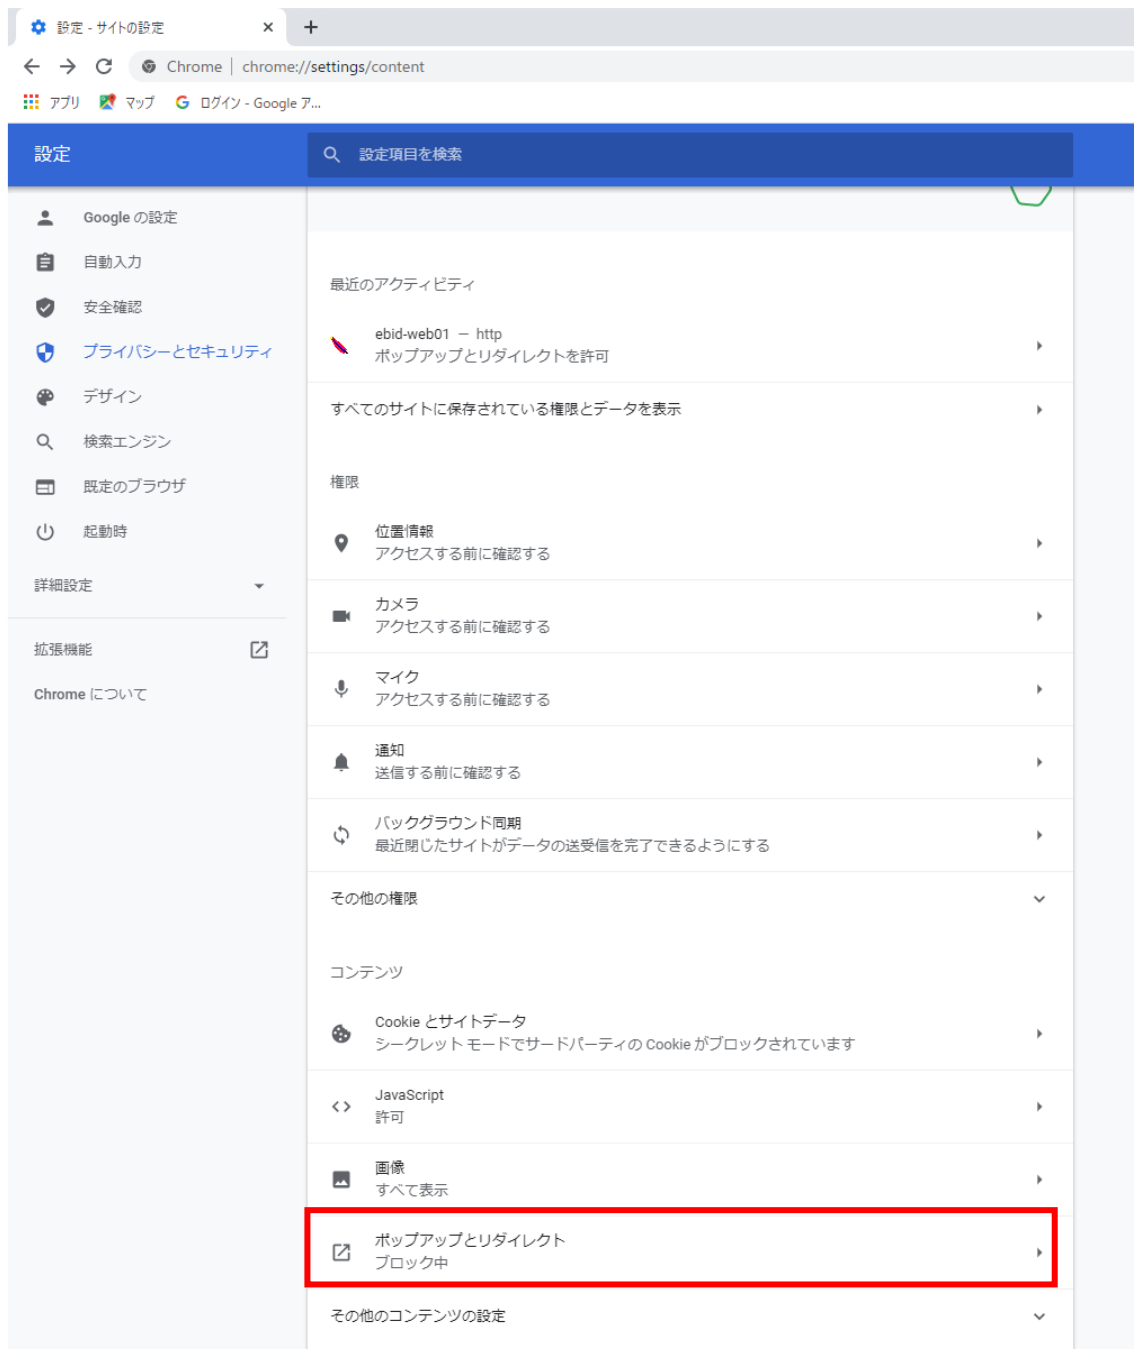 設定 - サイトの設定
Chrome | chrome://settings/content
アプリ マップ ログイン - Google ア...
設定
設定項目を検索
Google の設定
自動入力
安全確認
プライバシーとセキュリティ
デザイン
検索エンジン
既定のブラウザ
起動時
詳細設定
拡張機能
Chrome について
最近のアクティビティ
ebid-web01 — http
ポップアップとリダイレクトを許可
すべてのサイトに保存されている権限とデータを表示
権限
位置情報
アクセスする前に確認する
カメラ
アクセスする前に確認する
マイク
アクセスする前に確認する
通知
送信する前に確認する
バックグラウンド同期
最近閉じたサイトがデータの送受信を完了できるようにする
その他の権限
コンテンツ
Cookie とサイトデータ
シークレット モードでサードパーティの Cookie がブロックされています
JavaScript
許可
画像
すべて表示
ポップアップとリダイレクト
ブロック中
その他のコンテンツの設定